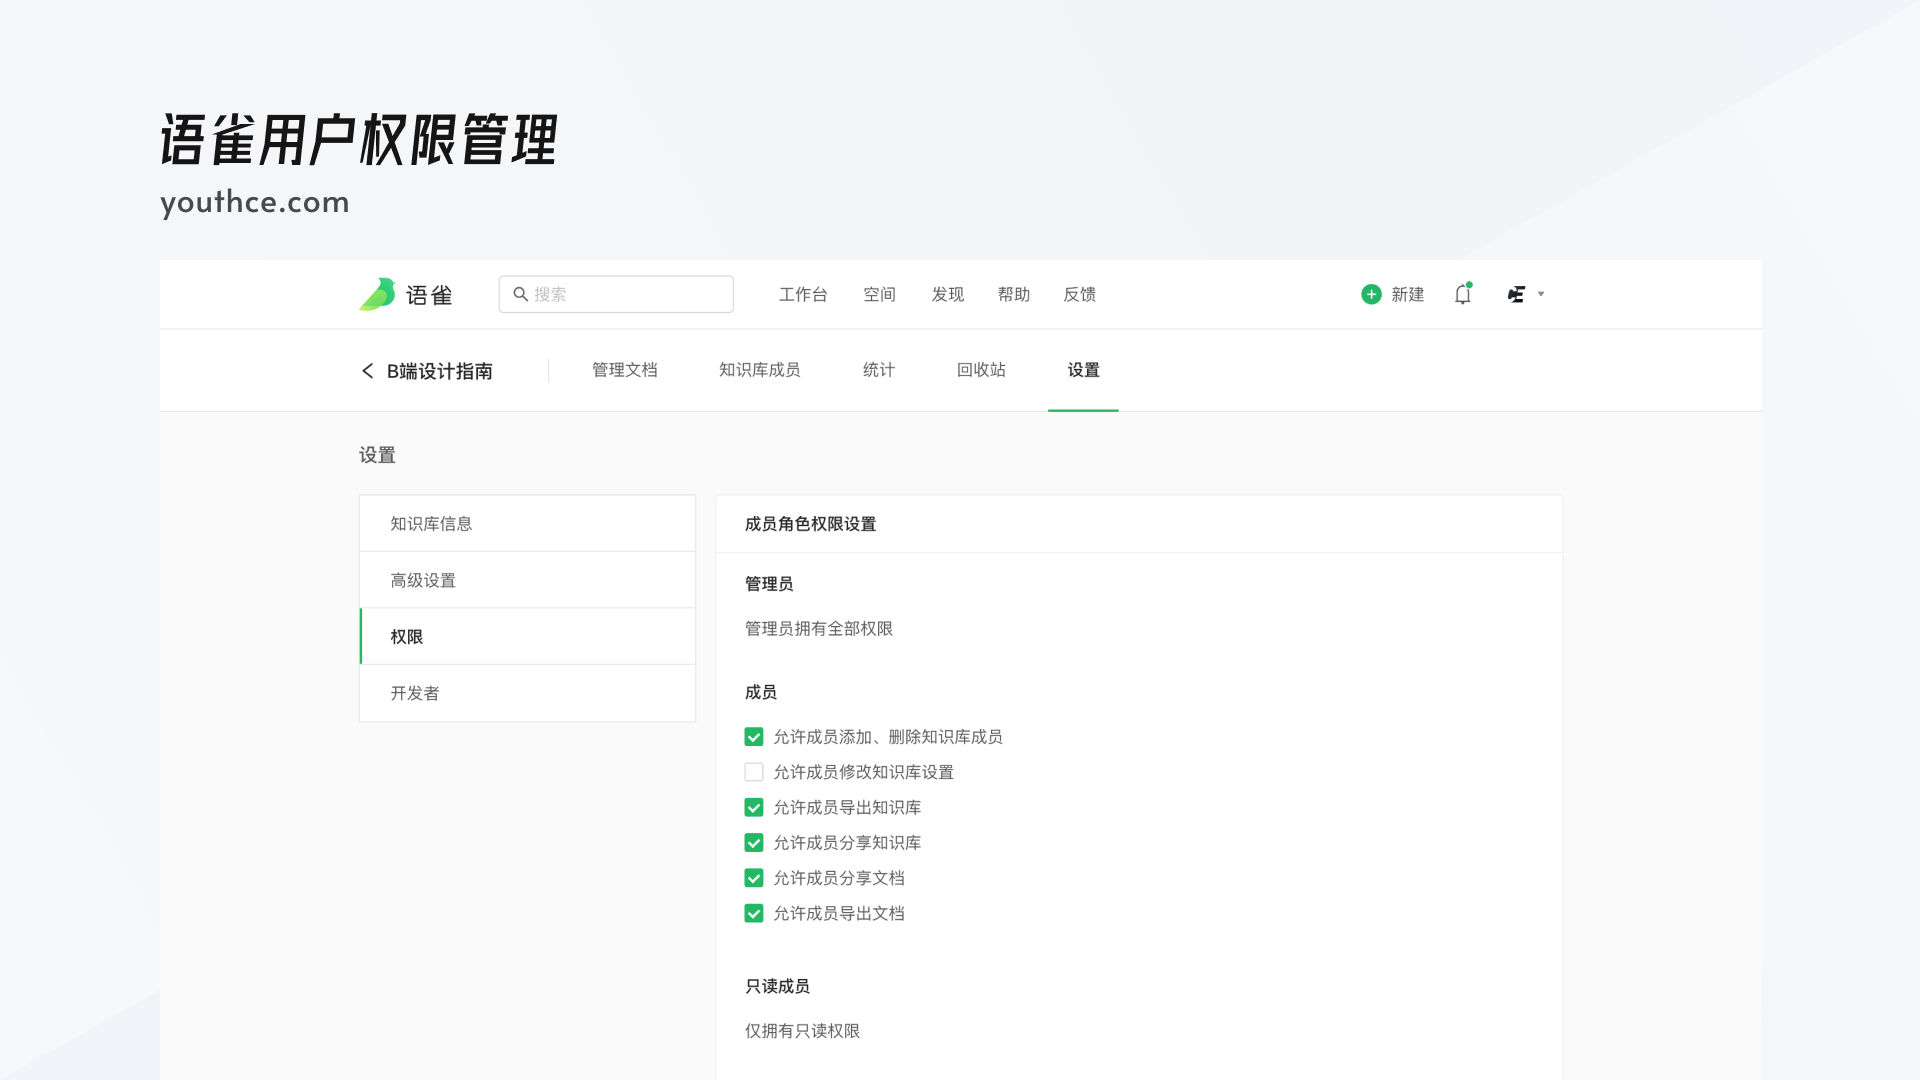 语雀用户权限管理
youthce.com
语雀 搜索 工作台 空间 发现 帮助 反馈 新建
B端设计指南 管理文档 知识库成员 统计 回收站 设置
设置
知识库信息
高级设置
权限
开发者
成员角色权限设置
管理员
管理员拥有全部权限
成员
允许成员添加、删除知识库成员
允许成员修改知识库设置
允许成员导出知识库
允许成员分享知识库
允许成员分享文档
允许成员导出文档
只读成员
仅拥有只读权限